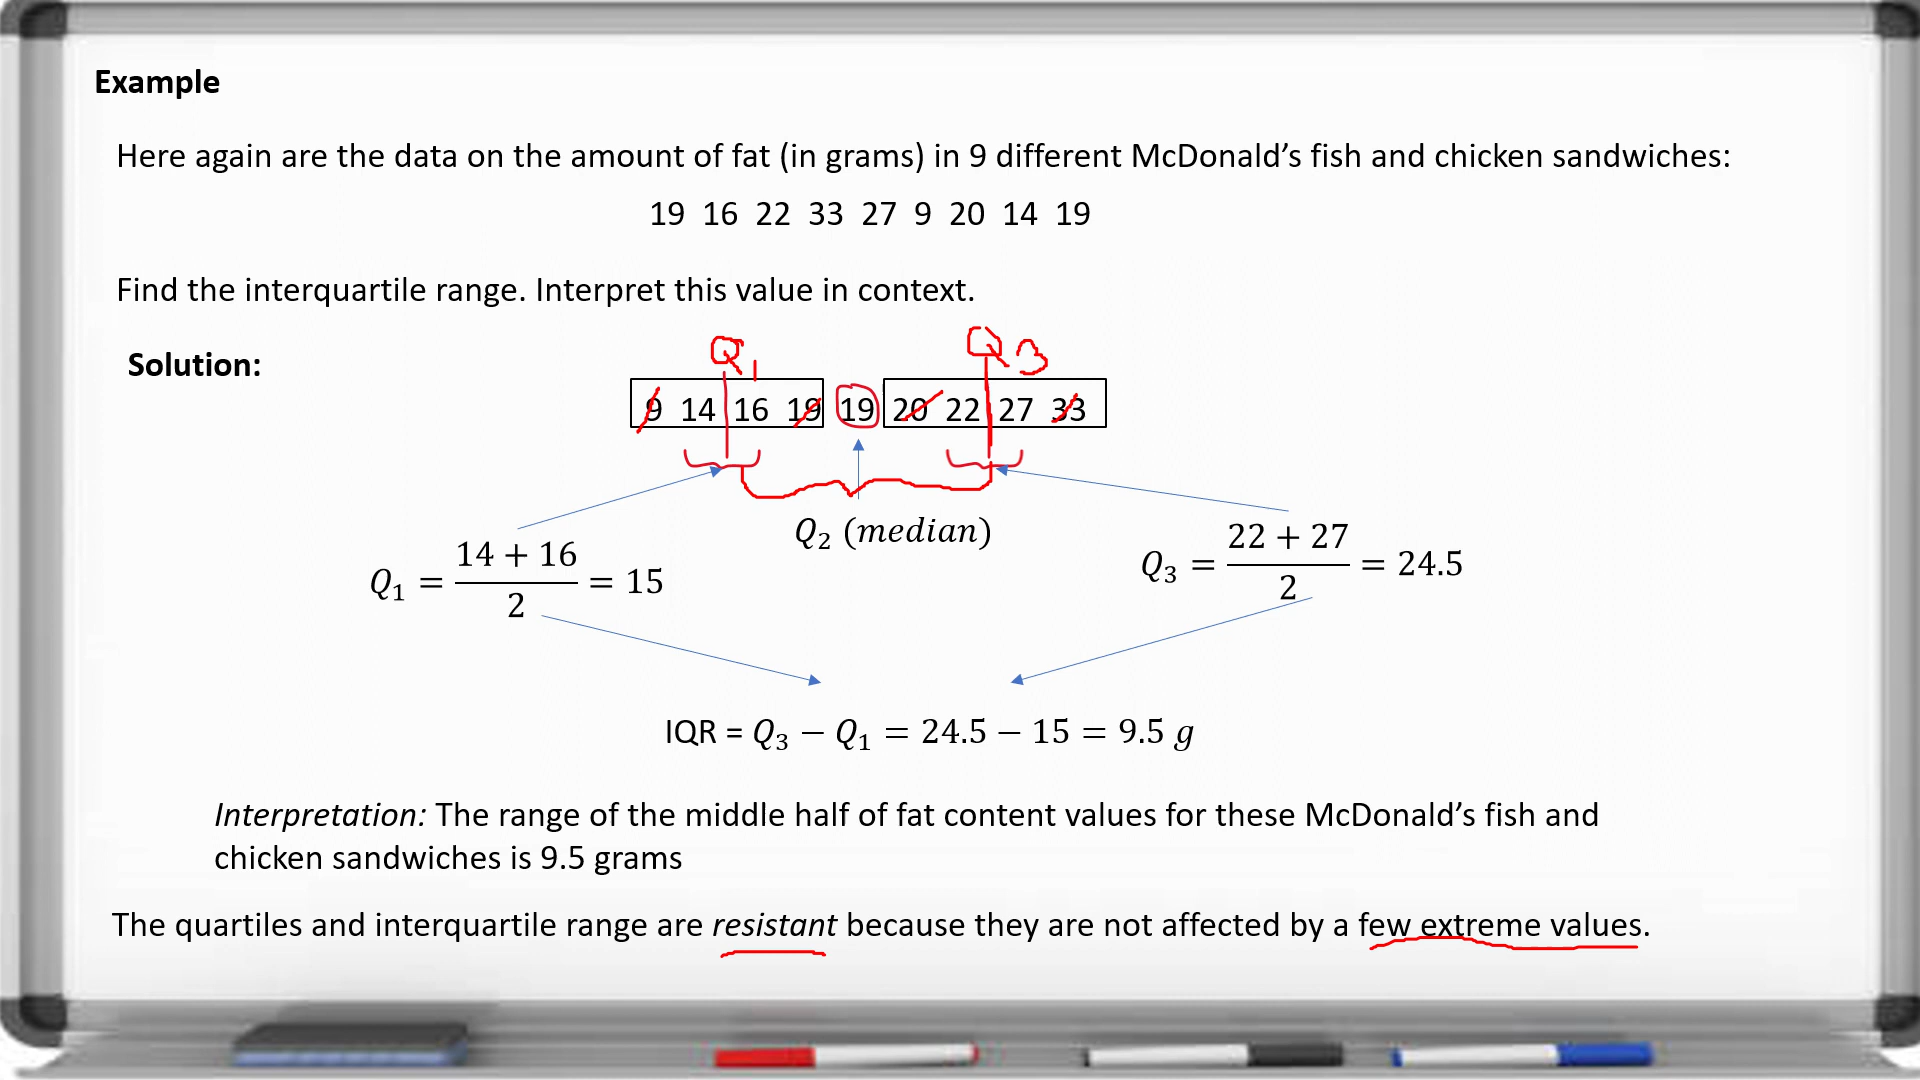 Example
Here again are the data on the amount of fat (in grams) in 9 different McDonald's fish and chicken sandwiches:
19 16 22 33 27 9 20 14 19
Find the interquartile range. Interpret this value in context.
Solution:
Q1 Q3
9 14 16 19 19 20 22 27 33
Q₂ (median)
Q₁ = (14 + 16)/2 = 15
Q₃ = (22 + 27)/2 = 24.5
IQR = Q₃ − Q₁ = 24.5 − 15 = 9.5 g
Interpretation: The range of the middle half of fat content values for these McDonald's fish and
chicken sandwiches is 9.5 grams
The quartiles and interquartile range are resistant because they are not affected by a few extreme values.